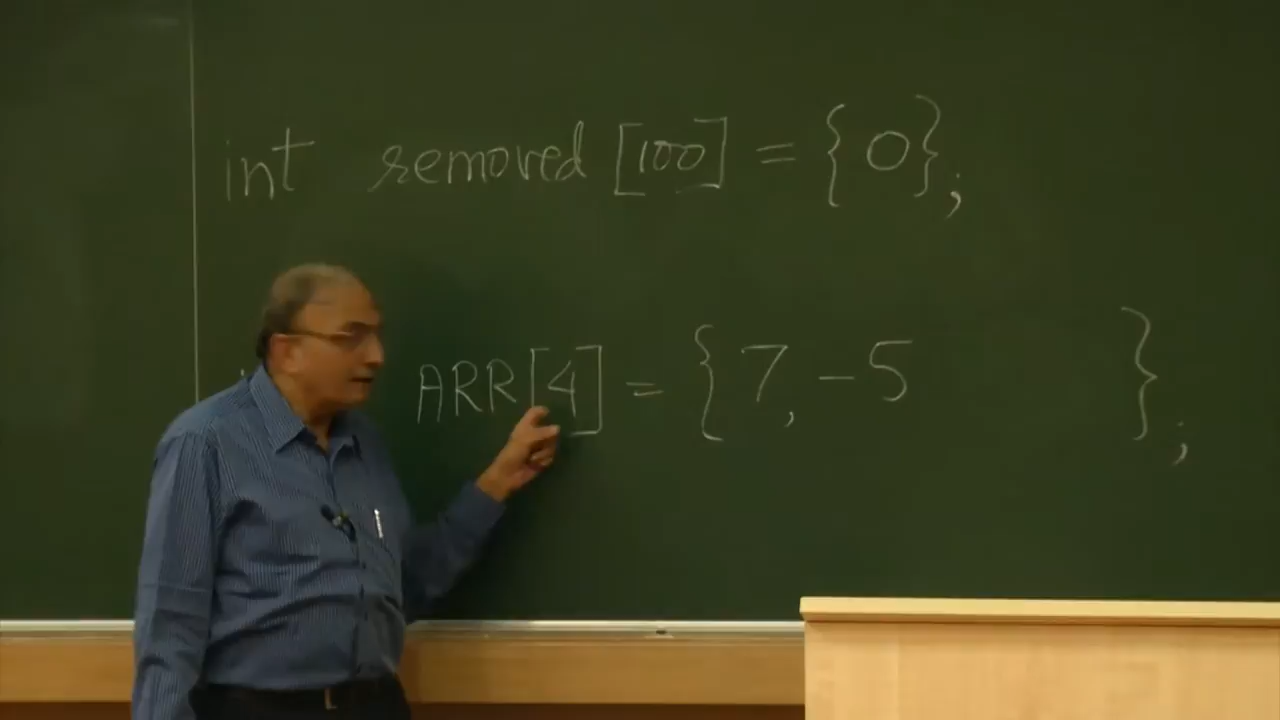 int removed [100] = { 0 };
ARR[4] = { 7, -5 };